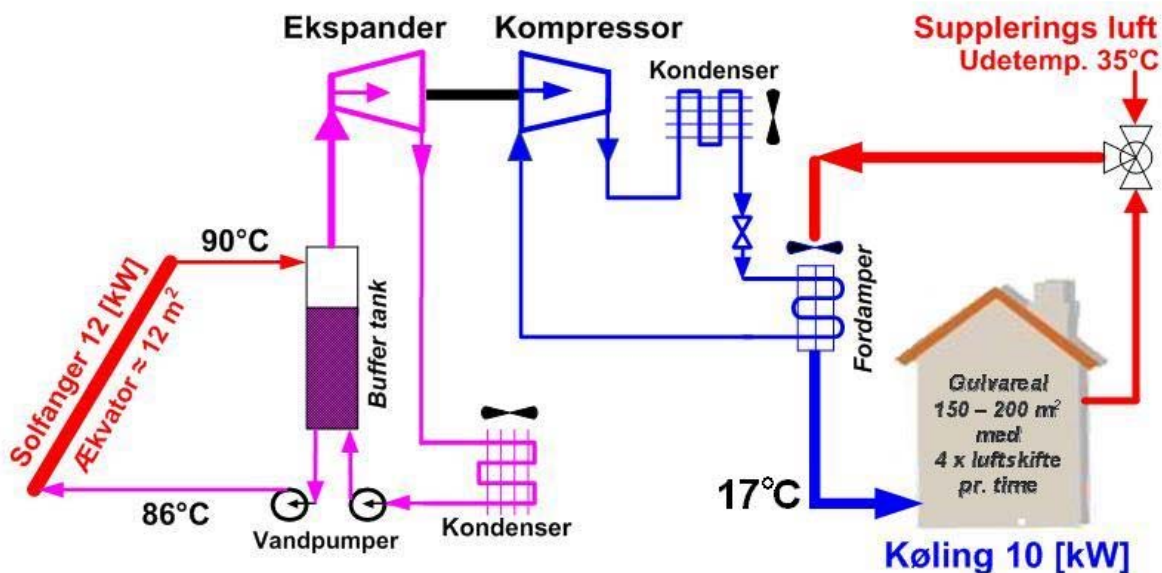 Ekspander
Kompressor
Supplerings luft
Udetemp. 35°C
Kondenser
90°C
Solfanger 12 [kW]
Ækvator ≈ 12 m²
Buffer tank
Fordamper
Gulvareal
150 – 200 m²
med
4 x luftskifte
pr. time
86°C
Vandpumper
Kondenser
17°C
Køling 10 [kW]